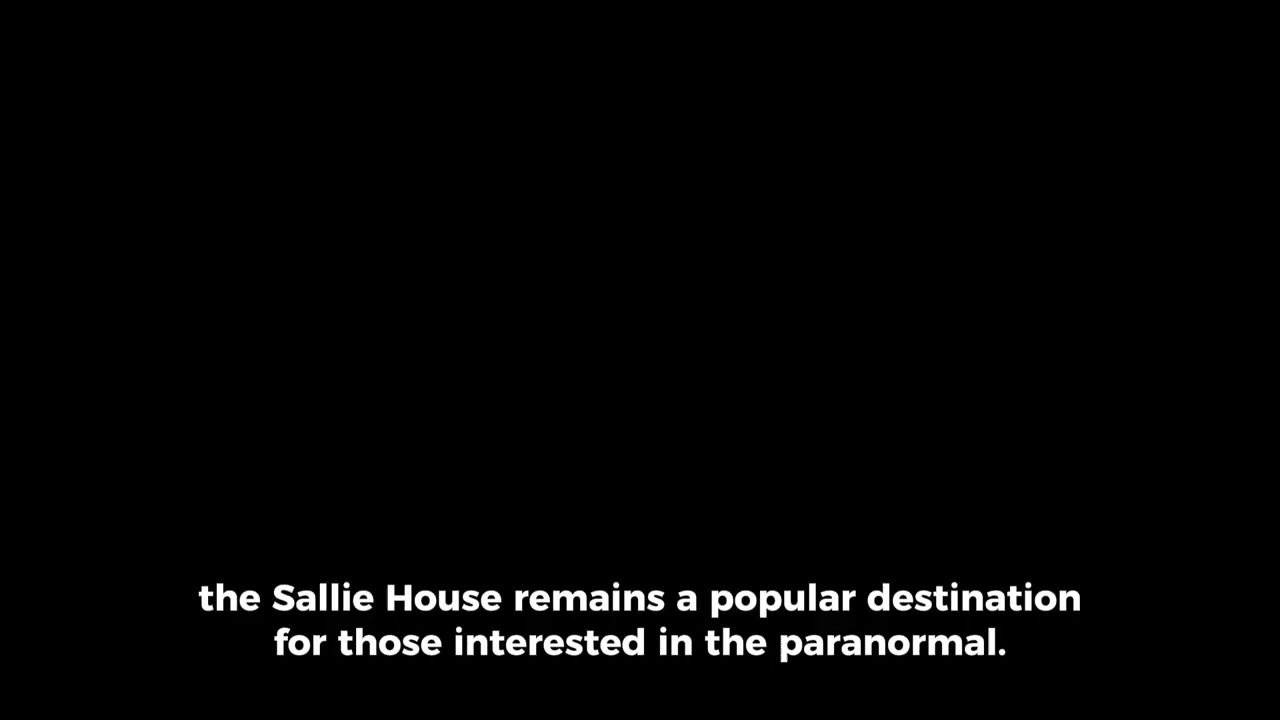 the Sallie House remains a popular destination
for those interested in the paranormal.